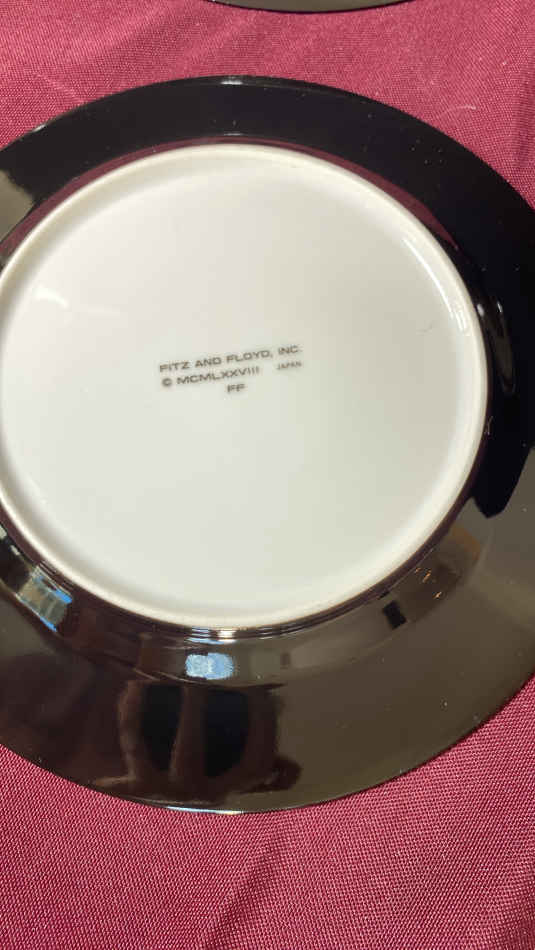 FITZ AND FLOYD, INC.
© MCMLXXVIII JAPAN
FF